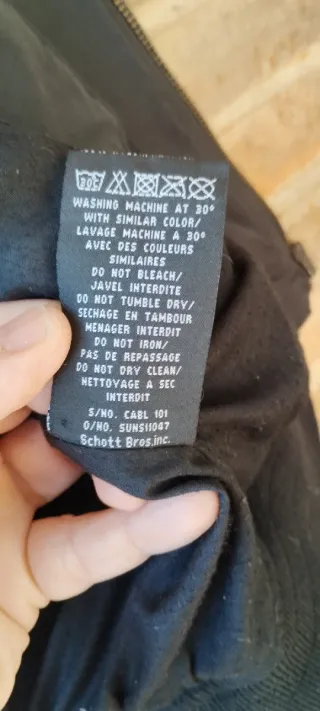 30°
WASHING MACHINE AT 30°
WITH SIMILAR COLOR/
LAVAGE MACHINE A 30°
AVEC DES COULEURS
SIMILAIRES
DO NOT BLEACH/
JAVEL INTERDITE
DO NOT TUMBLE DRY/
SECHAGE EN TAMBOUR
MENAGER INTERDIT
DO NOT IRON/
PAS DE REPASSAGE
DO NOT DRY CLEAN/
NETTOYAGE A SEC
INTERDIT
S/NO. CABL 101
O/NO. SUNS11047
Schott Bros.inc.